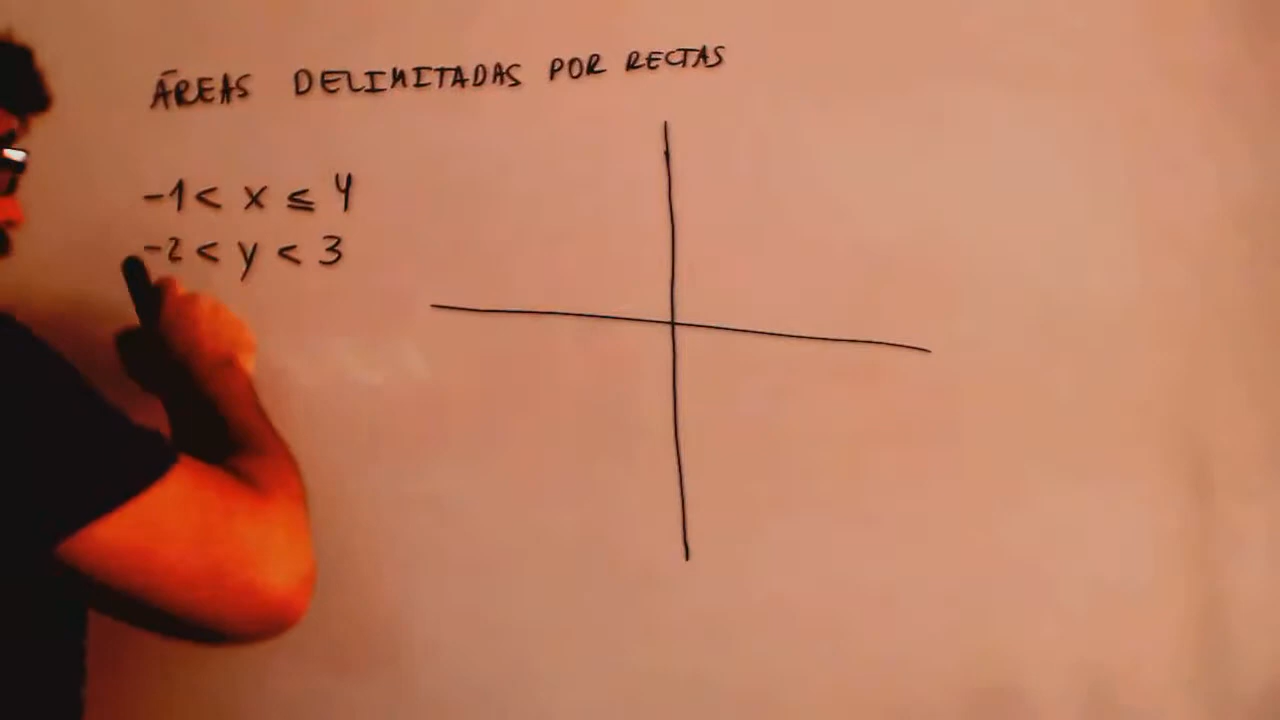 ÁREAS DELIMITADAS POR RECTAS
-1 < x ≤ 4
-2 < y < 3